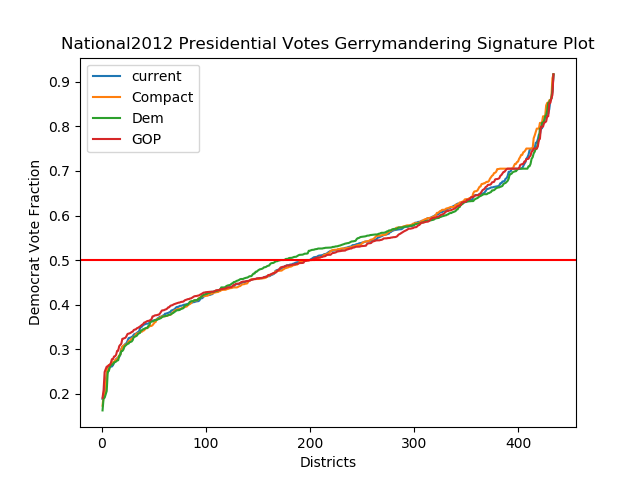 National2012 Presidential Votes Gerrymandering Signature Plot
current
Compact
Dem
GOP
0.9
0.8
0.7
0.6
0.5
0.4
0.3
0.2
Democrat Vote Fraction
0 100 200 300 400
Districts